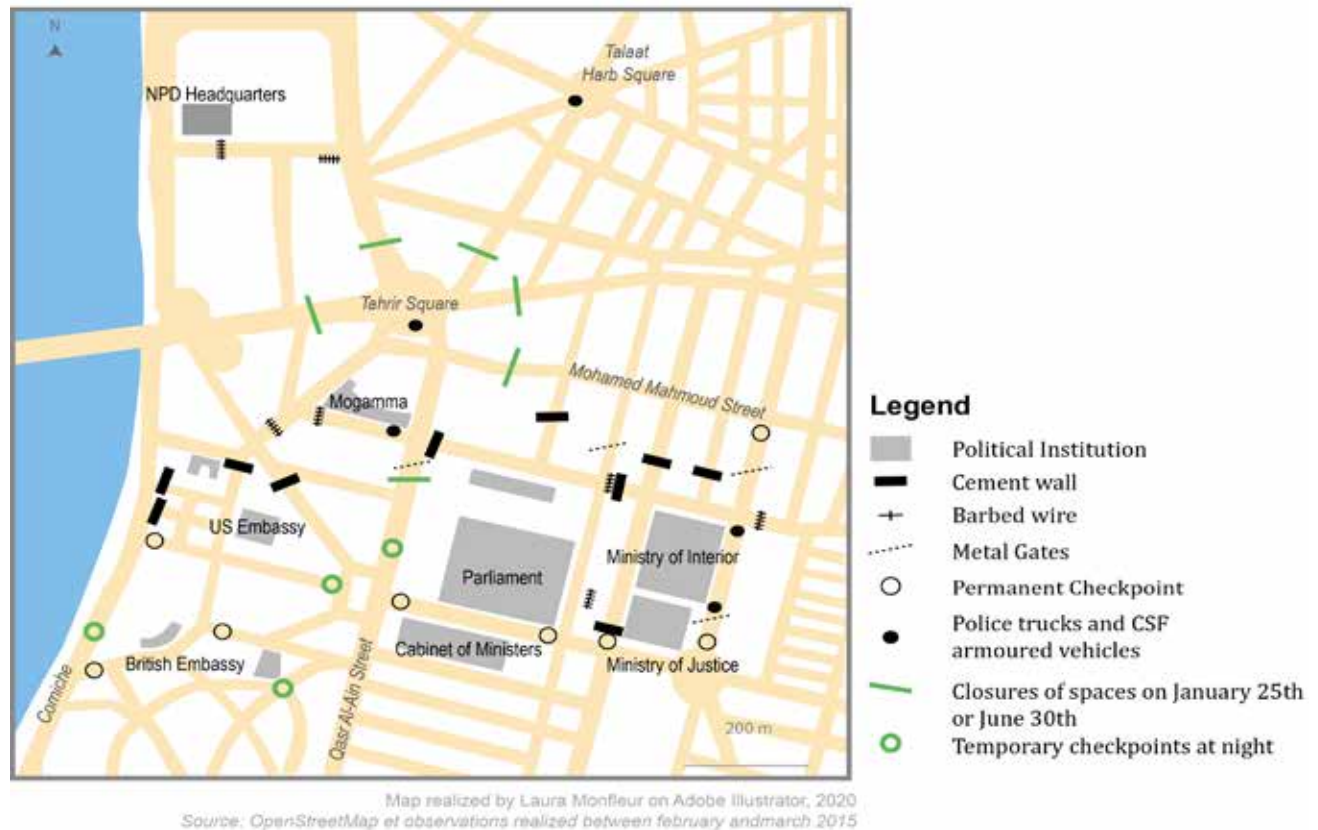 N
Talaat
Harb Square
NPD Headquarters
Tahrir Square
Mohamed Mahmoud Street
Mogamma
US Embassy
Ministry of Interior
Parliament
Cabinet of Ministers
Ministry of Justice
British Embassy
Corniche
Qasr Al-Ain Street
200 m
Legend
Political Institution
Cement wall
Barbed wire
Metal Gates
Permanent Checkpoint
Police trucks and CSF
armoured vehicles
Closures of spaces on January 25th
or June 30th
Temporary checkpoints at night
Map realized by Laura Monfleur on Adobe Illustrator, 2020
Source: OpenStreetMap et observations realized between february andmarch 2015